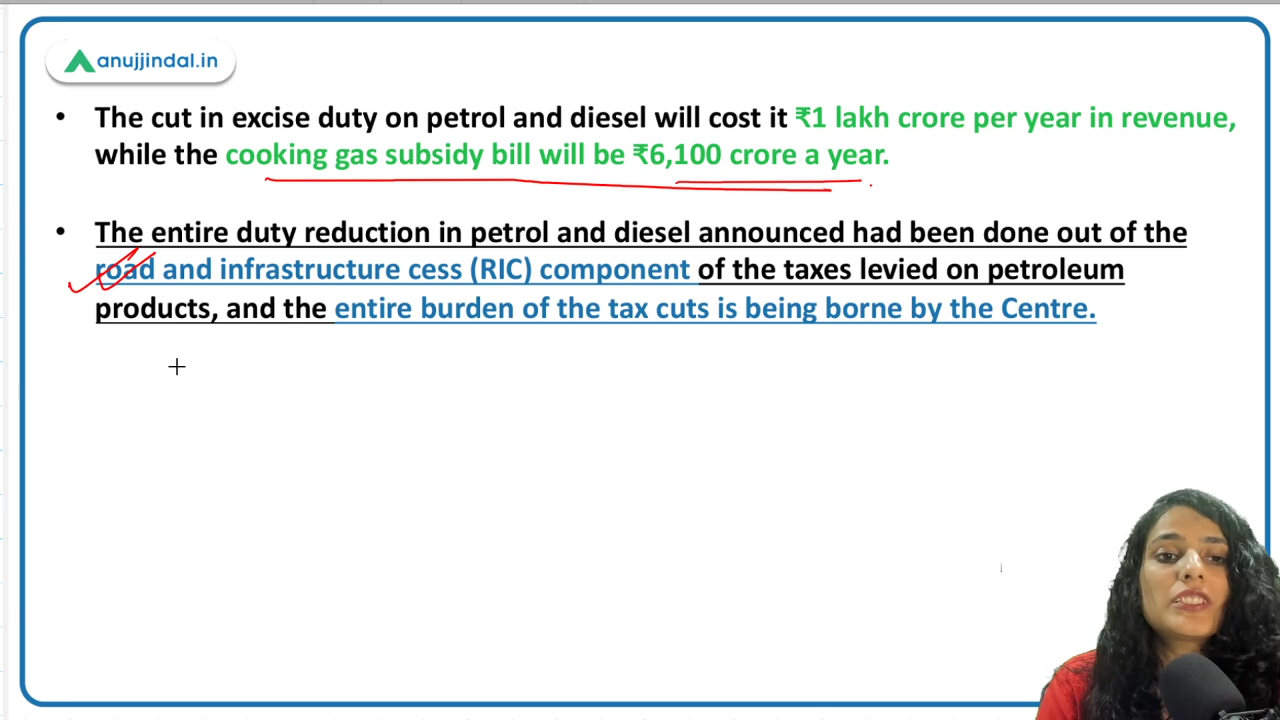 anujjindal.in
• The cut in excise duty on petrol and diesel will cost it ₹1 lakh crore per year in revenue,
while the cooking gas subsidy bill will be ₹6,100 crore a year.
• The entire duty reduction in petrol and diesel announced had been done out of the
road and infrastructure cess (RIC) component of the taxes levied on petroleum
products, and the entire burden of the tax cuts is being borne by the Centre.